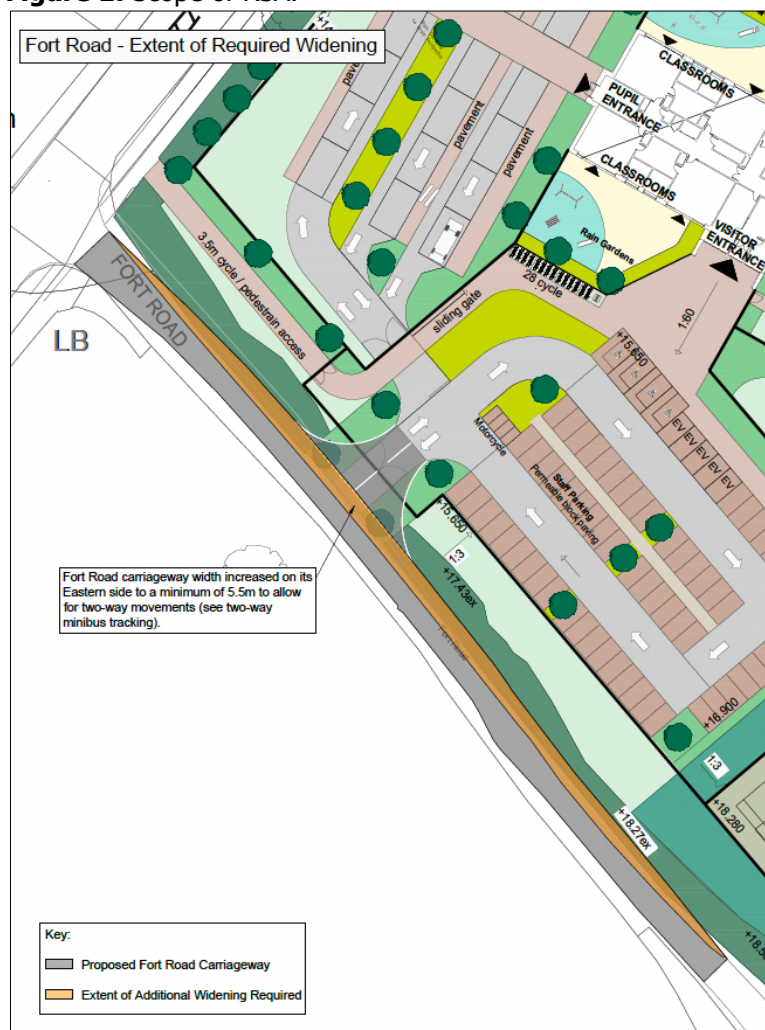 Fort Road - Extent of Required Widening
pavement
pavement
pavement
CLASSROOMS
PUPIL
ENTRANCE
CLASSROOMS
VISITOR
ENTRANCE
Rain Gardens
28 cycle
sliding gate
1:60
3.5m cycle / pedestrain access
FORT ROAD
LB
+15.650
EV
EV
EV
EV
EV
Motorcycle
Staff Parking
Permeable block paving
+15.650
1:3
+17.43ex
Fort Road carriageway width increased on its
Eastern side to a minimum of 5.5m to allow
for two-way movements (see two-way
minibus tracking).
Fort Road
+16.900
1:3
+18.280
+18.27ex
Key:
Proposed Fort Road Carriageway
Extent of Additional Widening Required